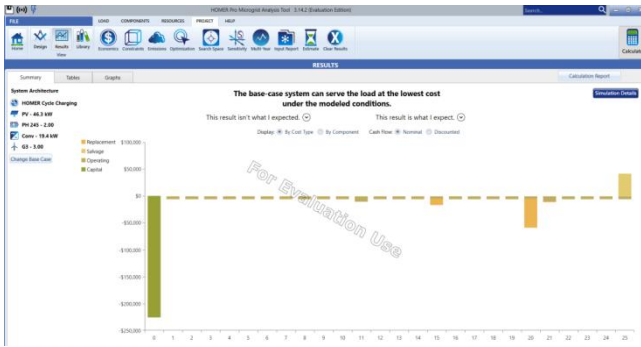 HOMER Pro Microgrid Analysis Tool - 3.14.2 (Evaluation Edition)
Search...
FILE
LOAD COMPONENTS RESOURCES PROJECT HELP
Home Design Results Library Economics Constraints Emissions Optimization Search Space Sensitivity Multi-Year Input Report Estimate Clear Results
View
RESULTS
Summary Tables Graphs Calculation Report
System Architecture
HOMER Cycle Charging
PV - 46.3 kW
Conv - 19.4 kW
G3 - 3.00
Change Base Case
The base-case system can serve the load at the lowest cost
under the modeled conditions.
Simulation Details
This result isn't what I expected. This result is what I expect.
Display: By Cost Type By Component Cash Flow: Nominal Discounted
Replacement
Salvage
Operating
Capital
$100,000
$50,000
$0
-$50,000
-$100,000
-$150,000
-$200,000
-$250,000
For Evaluation Use
0 1 2 3 4 5 6 7 8 9 10 11 12 13 14 15 16 17 18 19 20 21 22 23 24 25